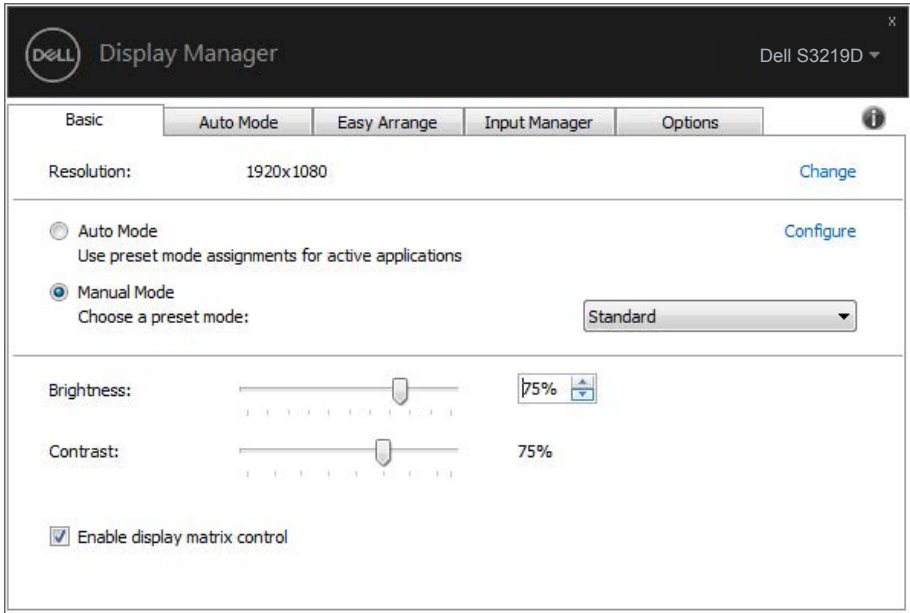 x
DELL Display Manager Dell S3219D
Basic Auto Mode Easy Arrange Input Manager Options i
Resolution: 1920x1080 Change
Auto Mode Configure
Use preset mode assignments for active applications
Manual Mode
Choose a preset mode: Standard
Brightness: 75%
Contrast: 75%
Enable display matrix control